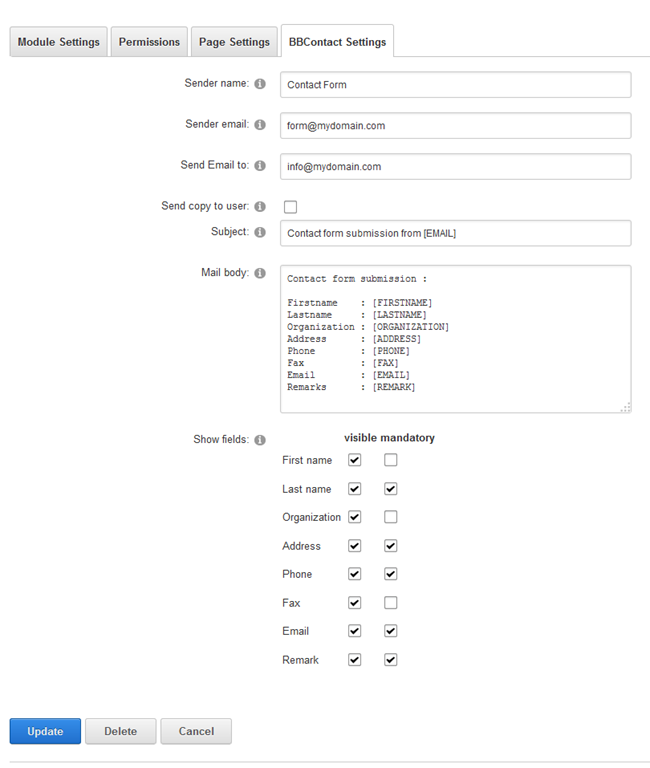 Module Settings Permissions Page Settings BBContact Settings
Sender name: Contact Form
Sender email: form@mydomain.com
Send Email to: info@mydomain.com
Send copy to user:
Subject: Contact form submission from [EMAIL]
Mail body: Contact form submission :
Firstname : [FIRSTNAME]
Lastname : [LASTNAME]
Organization : [ORGANIZATION]
Address : [ADDRESS]
Phone : [PHONE]
Fax : [FAX]
Email : [EMAIL]
Remarks : [REMARK]
Show fields: visible mandatory
First name
Last name
Organization
Address
Phone
Fax
Email
Remark
Update Delete Cancel